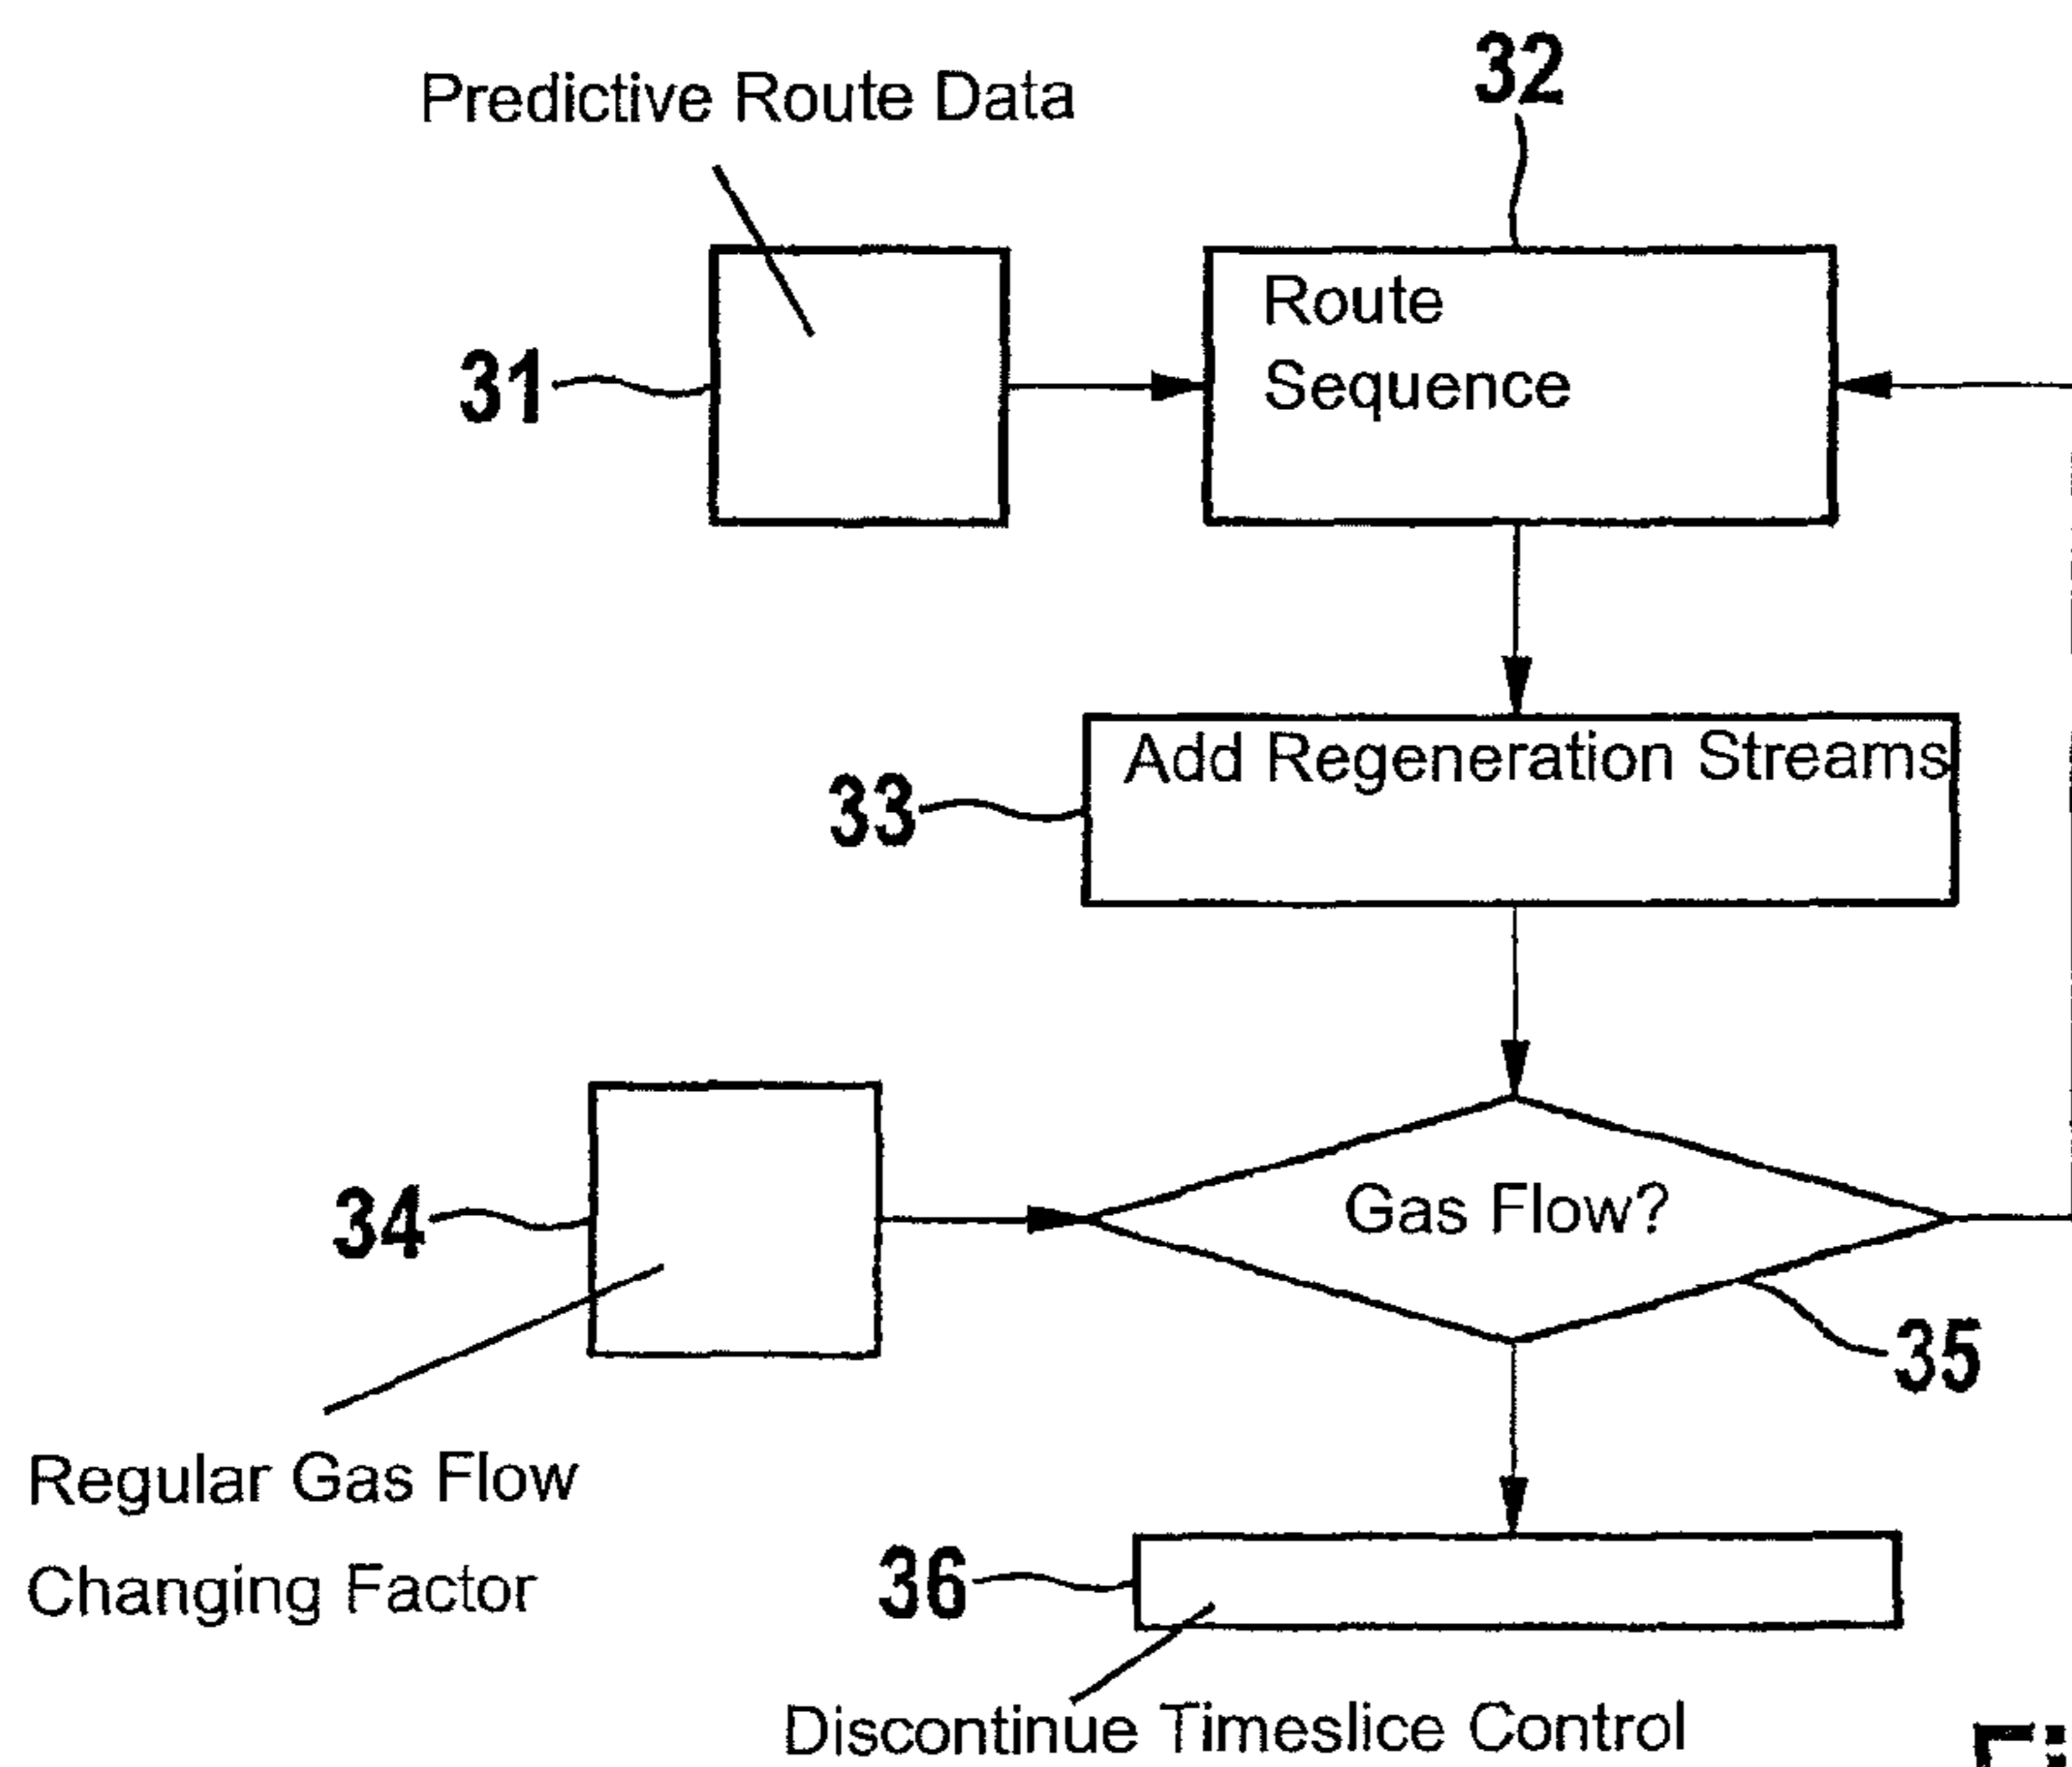 32
Predictive Route Data
Route
Sequence
31
Add Regeneration Streams
33
34
Gas Flow?
35
Regular Gas Flow
Changing Factor
36
Discontinue Timeslice Control